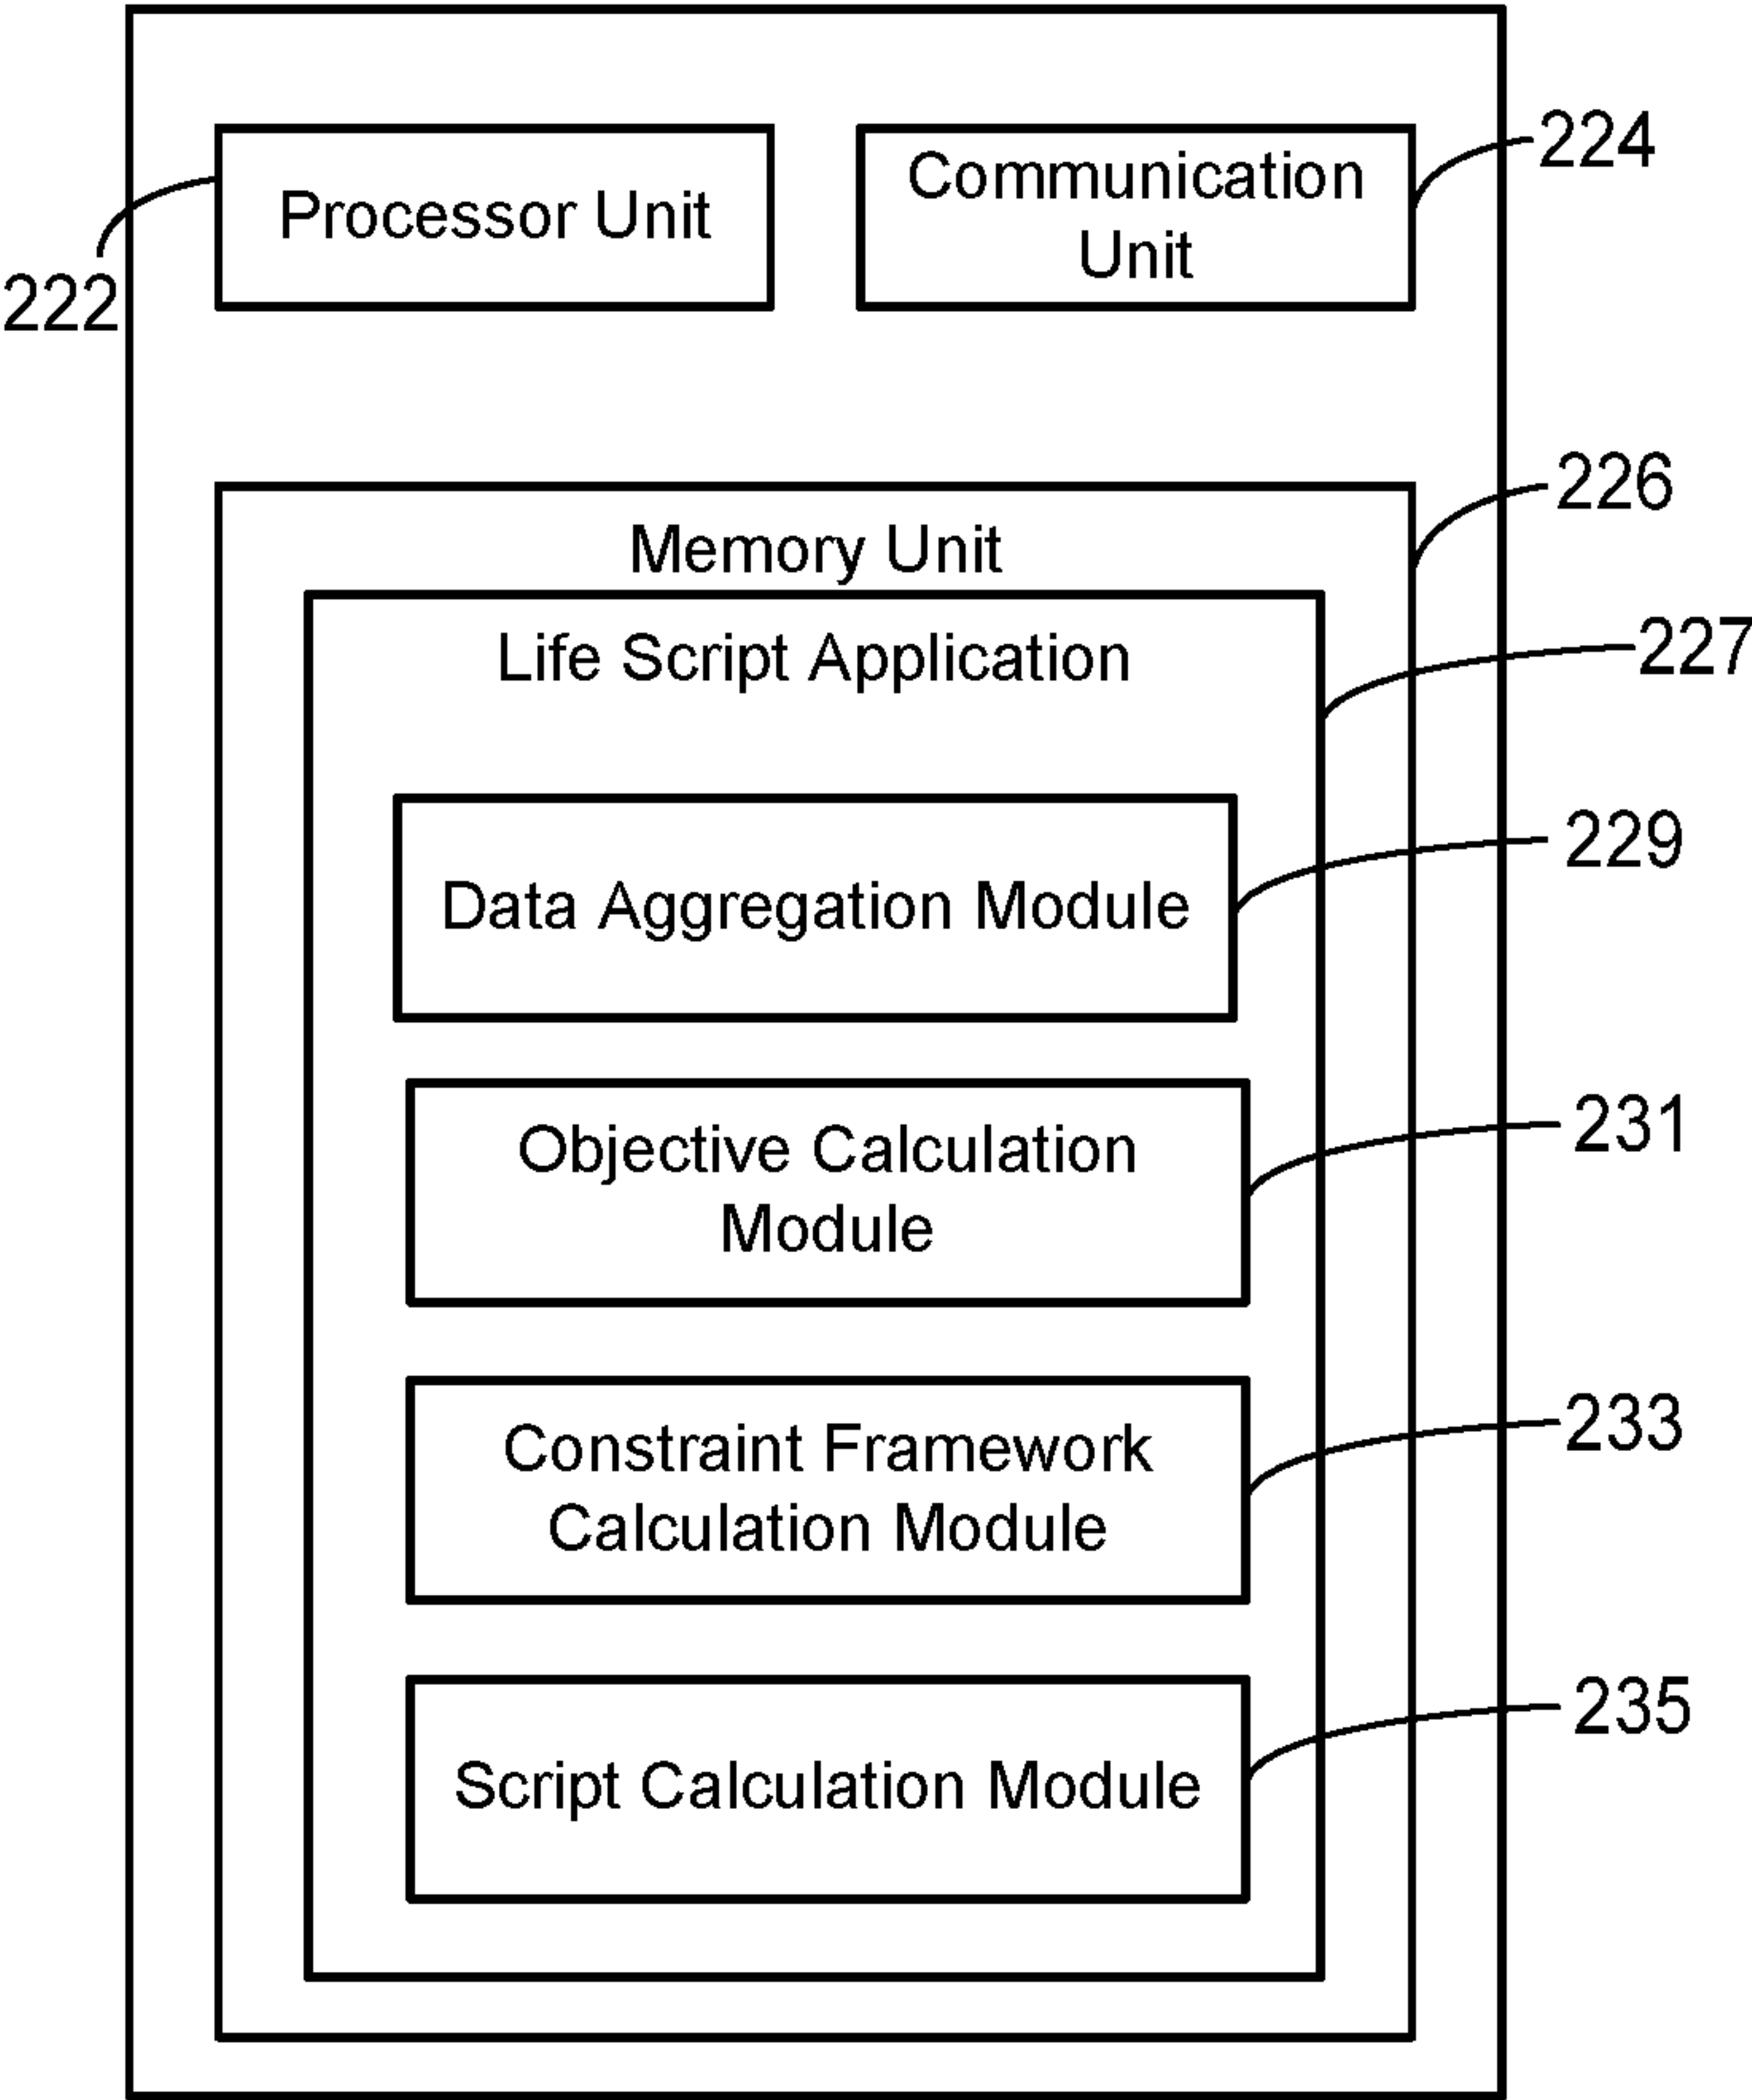 224
Processor Unit
Communication
Unit
222
226
Memory Unit
Life Script Application
227
229
Data Aggregation Module
231
Objective Calculation
Module
233
Constraint Framework
Calculation Module
235
Script Calculation Module